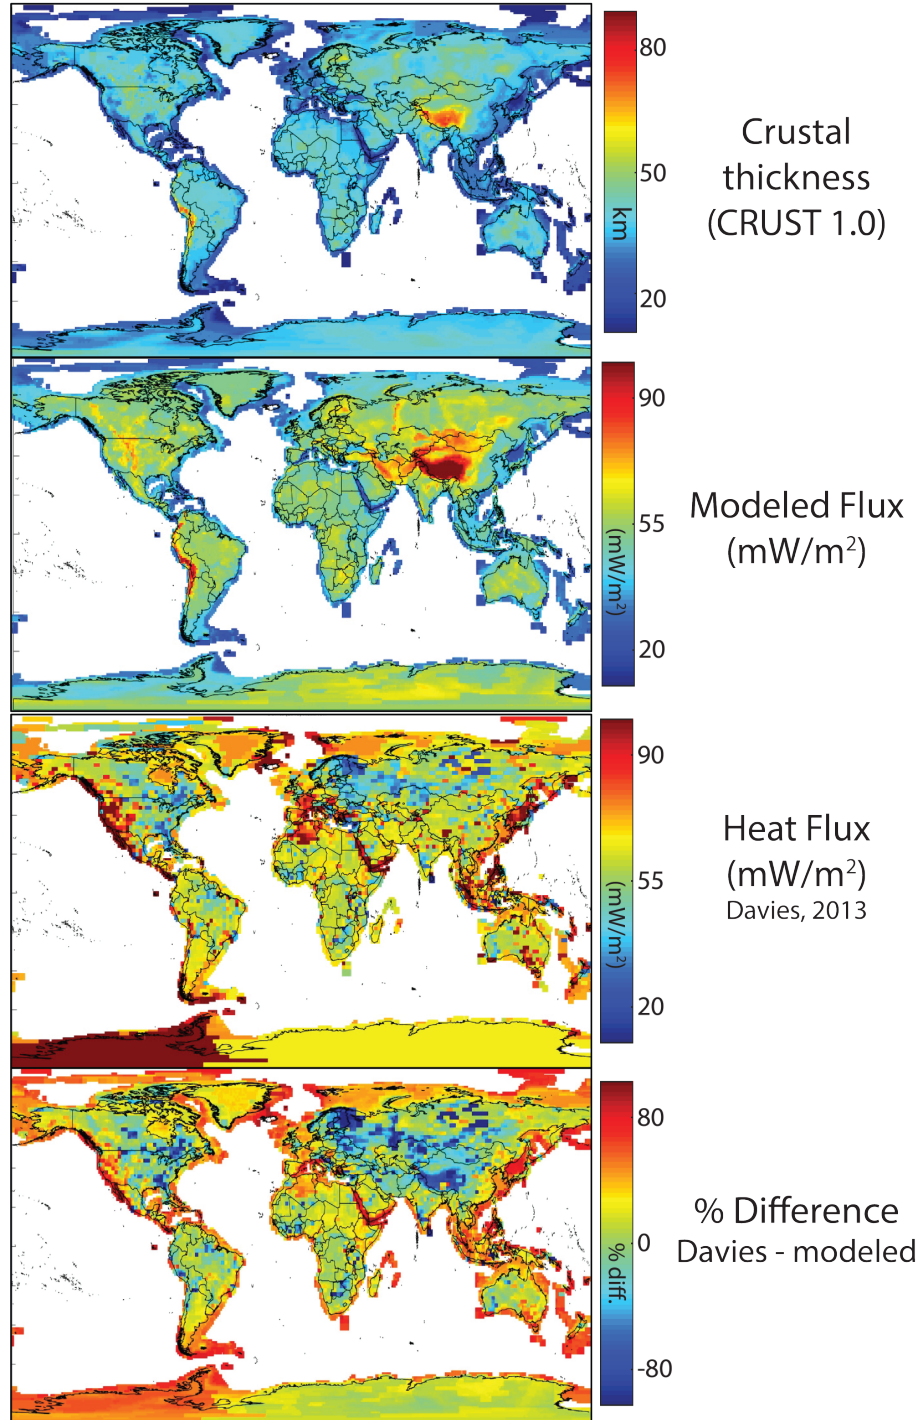 80
50
km
20
Crustal
thickness
(CRUST 1.0)
90
55
(mW/m²)
20
Modeled Flux
(mW/m²)
90
55
(mW/m²)
20
Heat Flux
(mW/m²)
Davies, 2013
80
0
% diff.
-80
% Difference
Davies - modeled